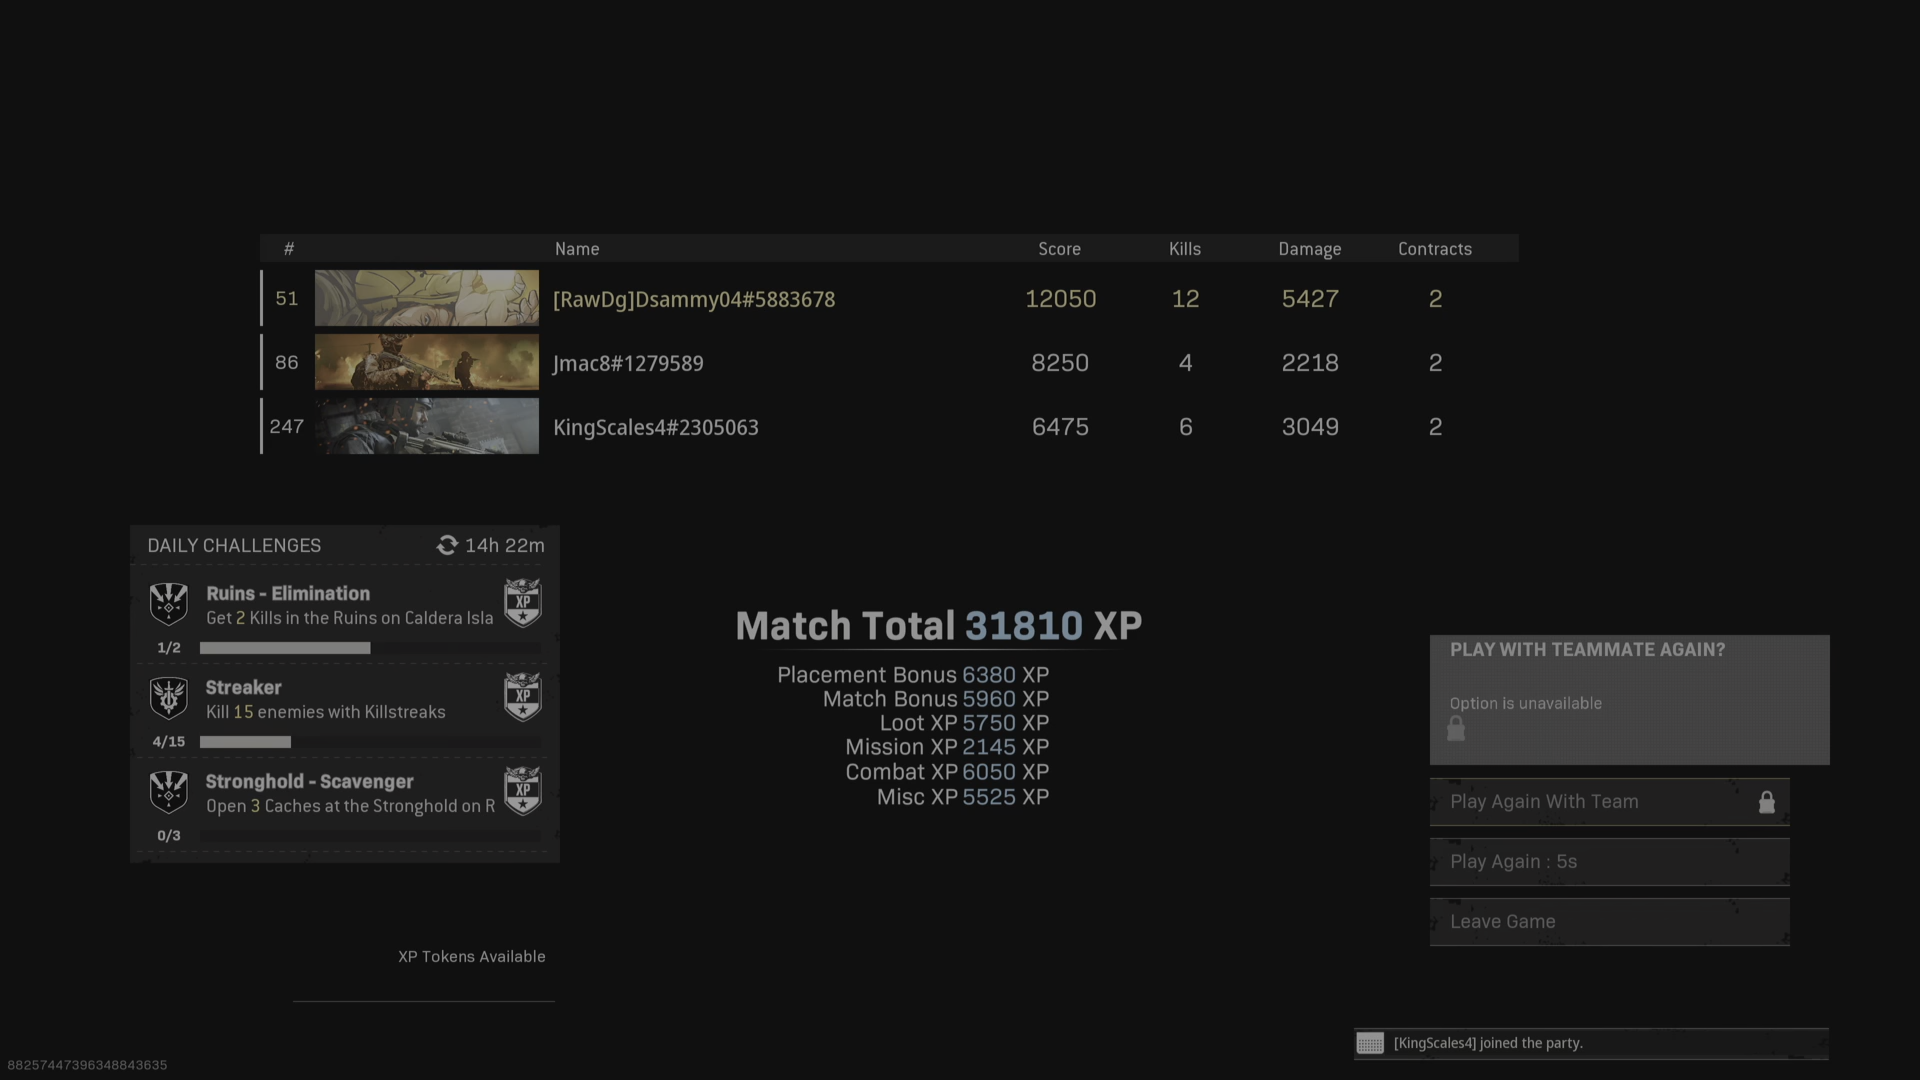 # Name Score Kills Damage Contracts
51 [RawDg]Dsammy04#5883678 12050 12 5427 2
86 Jmac8#1279589 8250 4 2218 2
247 KingScales4#2305063 6475 6 3049 2
DAILY CHALLENGES 14h 22m
Ruins - Elimination
Get 2 Kills in the Ruins on Caldera Isla
XP
1/2
Streaker
Kill 15 enemies with Killstreaks
XP
4/15
Stronghold - Scavenger
Open 3 Caches at the Stronghold on R
XP
0/3
XP Tokens Available
Match Total 31810 XP
Placement Bonus 6380 XP
Match Bonus 5960 XP
Loot XP 5750 XP
Mission XP 2145 XP
Combat XP 6050 XP
Misc XP 5525 XP
PLAY WITH TEAMMATE AGAIN?
Option is unavailable
Play Again With Team
Play Again : 5s
Leave Game
[KingScales4] joined the party.
88257447396348843635